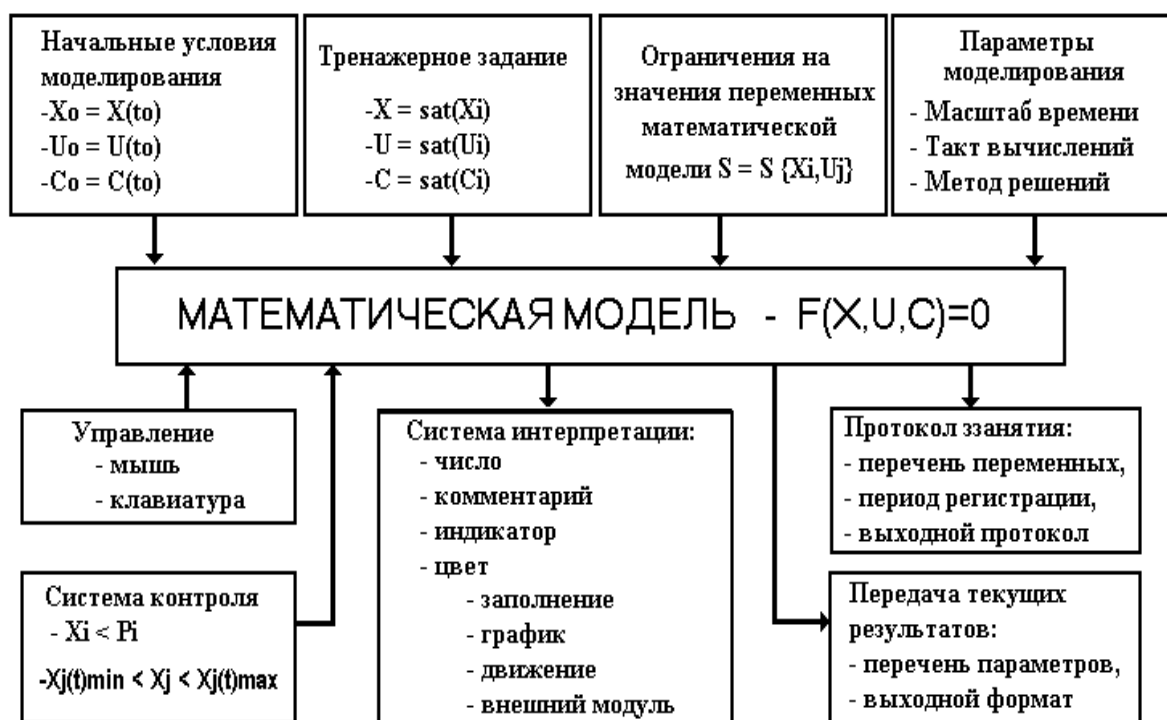 Начальные условия
моделирования
-Xo = X(to)
-Uo = U(to)
-Co = C(to)
Тренажерное задание
-X = sat(Xi)
-U = sat(Ui)
-C = sat(Ci)
Ограничения на
значения переменных
математической
модели S = S {Xi,Uj}
Параметры
моделирования
- Масштаб времени
- Такт вычислений
- Метод решений
МАТЕМАТИЧЕСКАЯ МОДЕЛЬ - F(X,U,C)=0
Управление
- мышь
- клавиатура
Система контроля
- Xi < Pi
-Xj(t)min < Xj < Xj(t)max
Система интерпретации:
- число
- комментарий
- индикатор
- цвет
- заполнение
- график
- движение
- внешний модуль
Протокол ззанятия:
- перечень переменных,
- период регистрации,
- выходной протокол
Передача текущих
результатов:
- перечень параметров,
- выходной формат